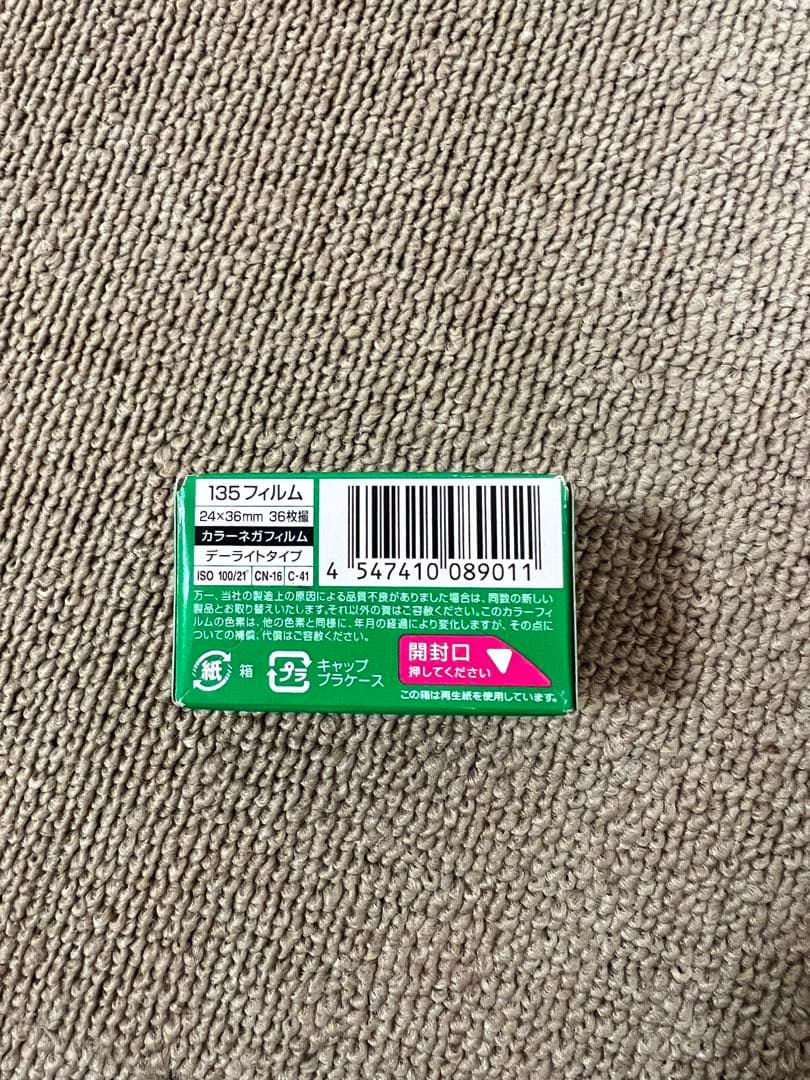 135フィルム
24×36mm 36枚撮
カラーネガフィルム
デーライトタイプ
ISO 100/21° CN-16 C-41
4 547410 089011
万一、当社の製造上の原因による品質不良がありました場合は、同数の新しい
製品とお取り替えいたします。それ以外の責はご容赦ください。このカラーフィ
ルムの色素は、他の色素と同様に、年月の経過により変化しますが、その点に
ついての補償、代償はご容赦ください。
紙 箱
プラ キャップ
プラケース
開封口
押してください
この箱は再生紙を使用しています。